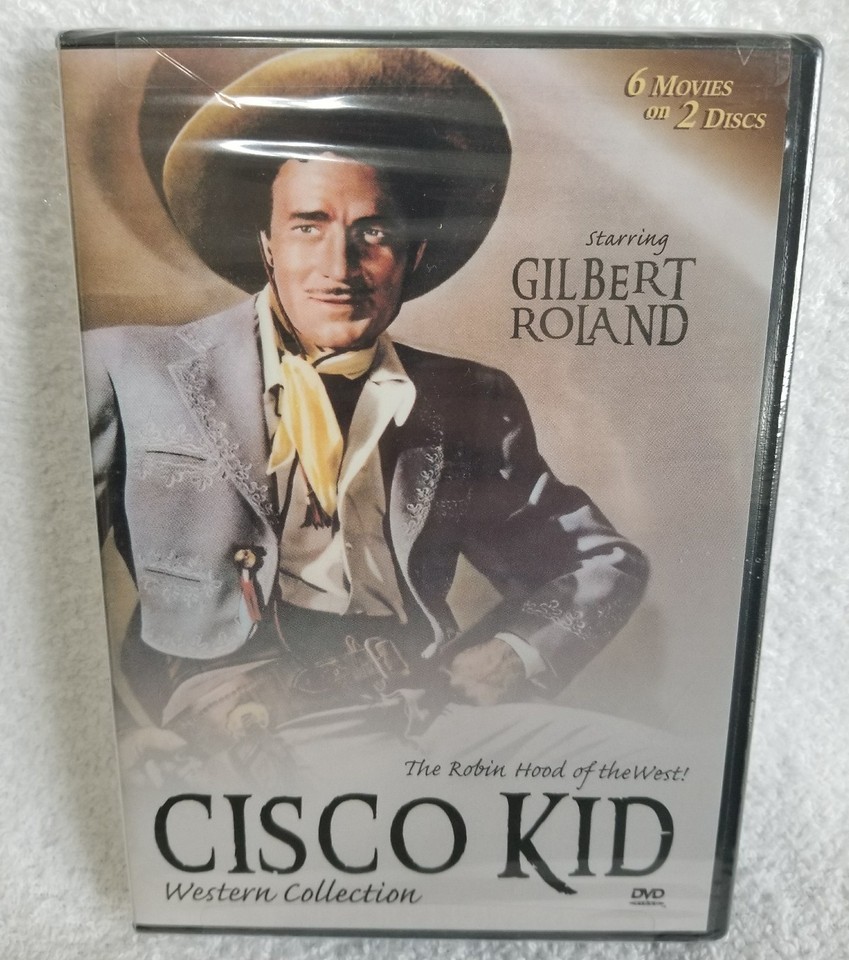 6 MOVIES
on 2 DISCS
Starring
GILBERT
ROLAND
The Robin Hood of the West!
CISCO KID
Western Collection
DVD